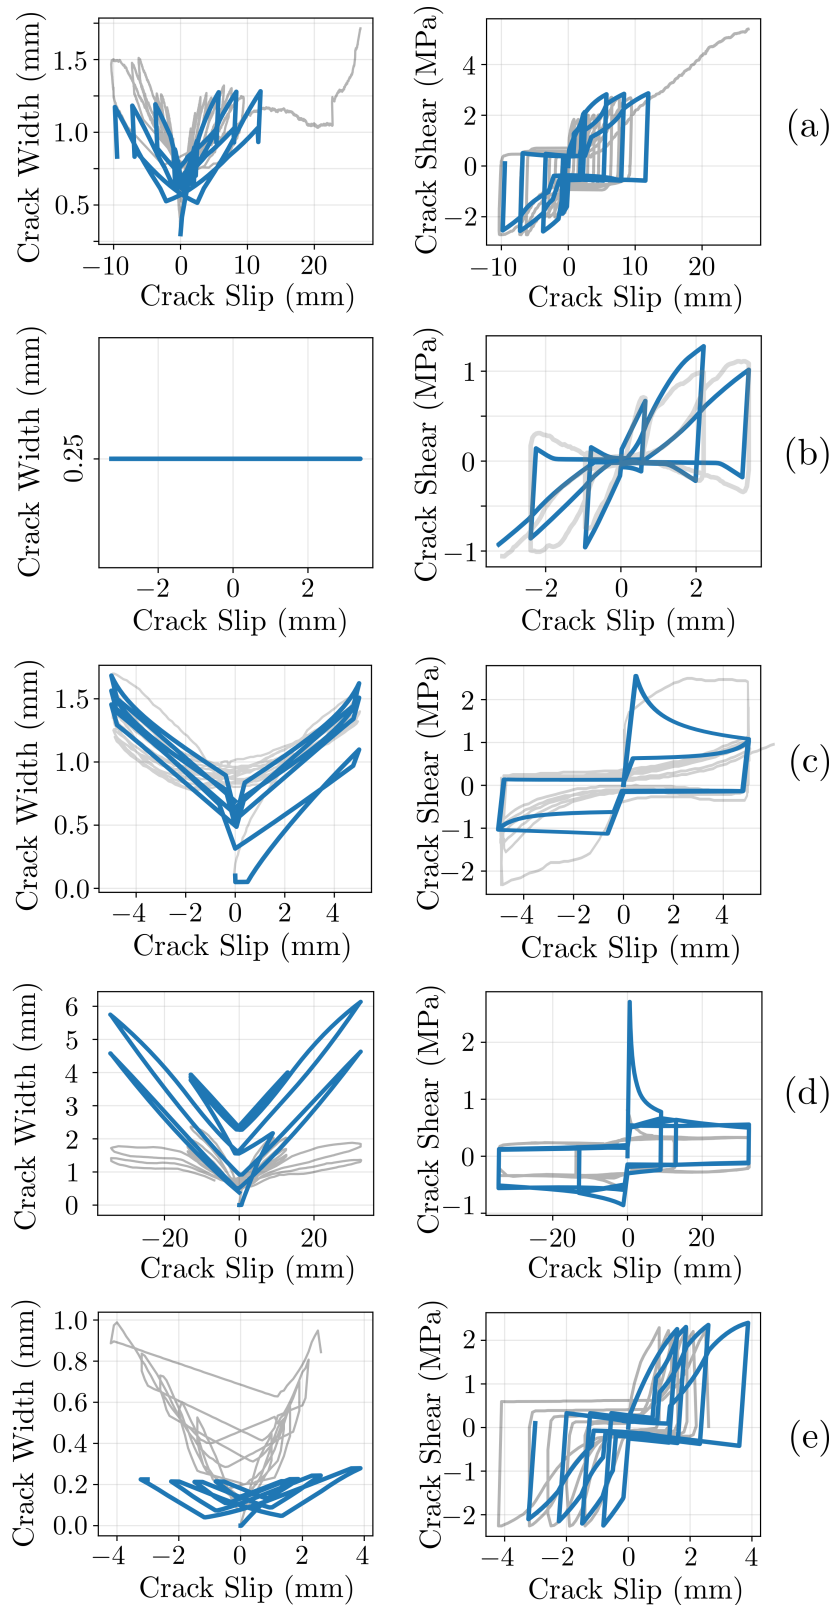 Crack Width (mm)
1.5
1.0
0.5
−10 0 10 20
Crack Slip (mm)
Crack Shear (MPa)
4
2
0
−2
−10 0 10 20
Crack Slip (mm)
(a)
Crack Width (mm)
0.25
−2 0 2
Crack Slip (mm)
Crack Shear (MPa)
1
0
−1
−2 0 2
Crack Slip (mm)
(b)
Crack Width (mm)
1.5
1.0
0.5
0.0
−4 −2 0 2 4
Crack Slip (mm)
Crack Shear (MPa)
2
1
0
−1
−2
−4 −2 0 2 4
Crack Slip (mm)
(c)
Crack Width (mm)
6
5
4
3
2
1
0
−20 0 20
Crack Slip (mm)
Crack Shear (MPa)
2
0
−1
−20 0 20
Crack Slip (mm)
(d)
Crack Width (mm)
1.0
0.8
0.6
0.4
0.2
0.0
−4 −2 0 2 4
Crack Slip (mm)
Crack Shear (MPa)
2
1
0
−1
−2
−4 −2 0 2 4
Crack Slip (mm)
(e)